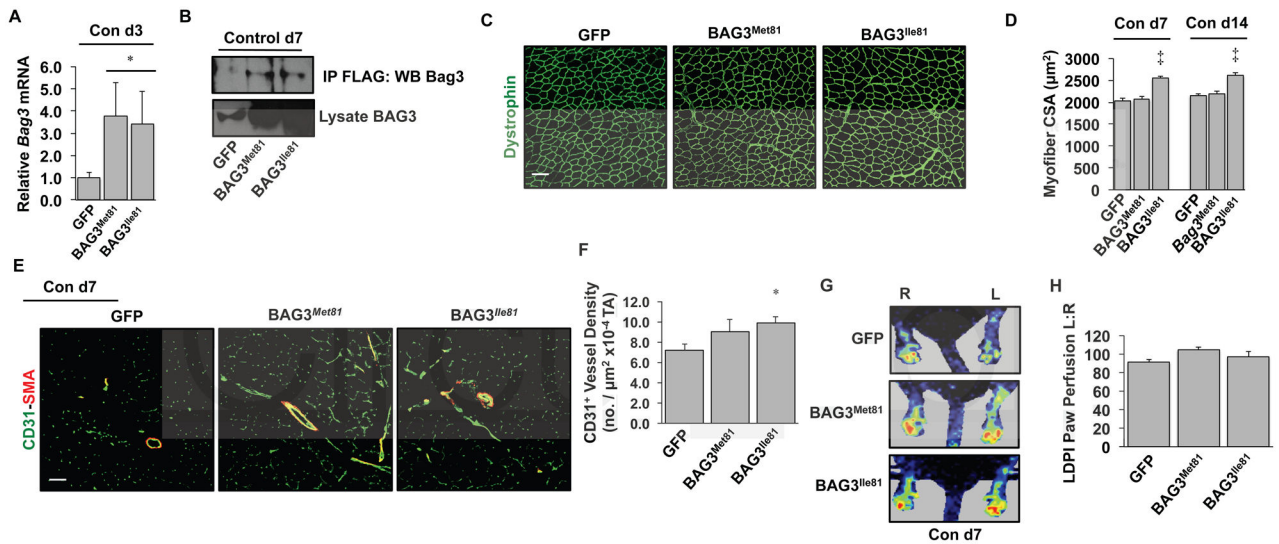 A
Con d3
*
Relative Bag3 mRNA
6.0
5.0
4.0
3.0
2.0
1.0
0.0
GFP
BAG3Met81
BAG3Ile81
B
Control d7
IP FLAG: WB Bag3
Lysate BAG3
GFP
BAG3Met81
BAG3Ile81
C
GFP
BAG3Met81
BAG3Ile81
Dystrophin
D
Con d7
Con d14
‡
‡
Myofiber CSA (µm²)
3000
2500
2000
1500
1000
500
0
GFP
BAG3Met81
BAG3Ile81
GFP
Bag3Met81
BAG3Ile81
E
Con d7
GFP
BAG3Met81
BAG3Ile81
CD31-SMA
F
CD31⁺ Vessel Density
(no. / µm² x10⁻⁴ TA)
12.0
10.0
8.0
6.0
4.0
2.0
0.0
*
GFP
BAG3Met81
BAG3Ile81
G
R
L
GFP
BAG3Met81
BAG3Ile81
Con d7
H
LDPI Paw Perfusion L:R
120
100
80
60
40
20
0
GFP
BAG3Met81
BAG3Ile81